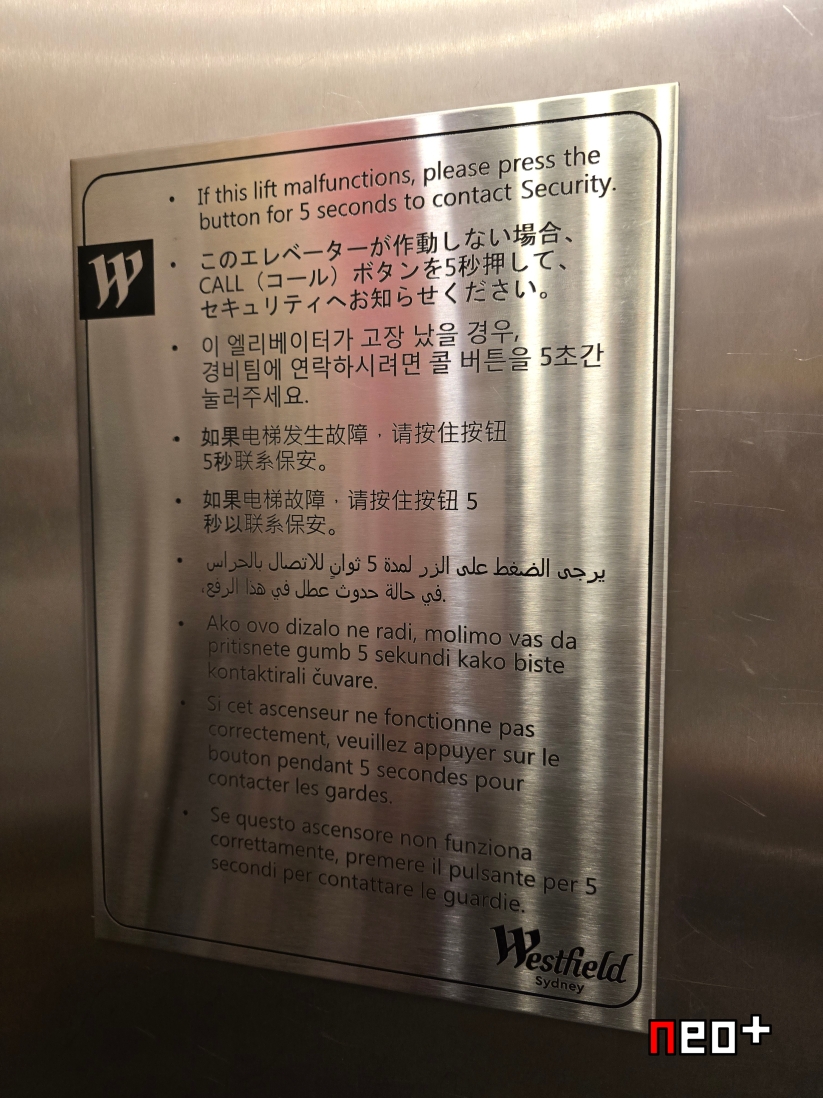 If this lift malfunctions, please press the
button for 5 seconds to contact Security.
このエレベーターが作動しない場合、
CALL（コール）ボタンを5秒押して、
セキュリティへお知らせください。
이 엘리베이터가 고장 났을 경우,
경비팀에 연락하시려면 콜 버튼을 5초간
눌러주세요.
如果电梯发生故障，请按住按钮
5秒联系保安。
如果电梯故障，请按住按钮 5
秒以联系保安。
يرجى الضغط على الزر لمدة 5 ثوانٍ للاتصال بالحراس
في حالة حدوث عطل في هذا الرفع.
Ako ovo dizalo ne radi, molimo vas da
pritisnete gumb 5 sekundi kako biste
kontaktirali čuvare.
Si cet ascenseur ne fonctionne pas
correctement, veuillez appuyer sur le
bouton pendant 5 secondes pour
contacter les gardes.
Se questo ascensore non funziona
correttamente, premere il pulsante per 5
secondi per contattare le guardie.
W
Westfield
Sydney
neo+